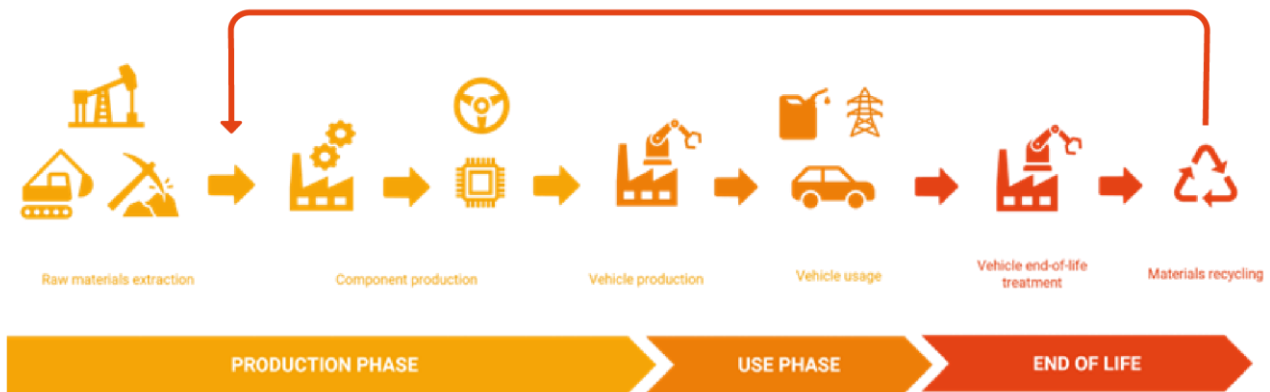 Raw materials extraction
Component production
Vehicle production
Vehicle usage
Vehicle end-of-life
treatment
Materials recycling
PRODUCTION PHASE
USE PHASE
END OF LIFE